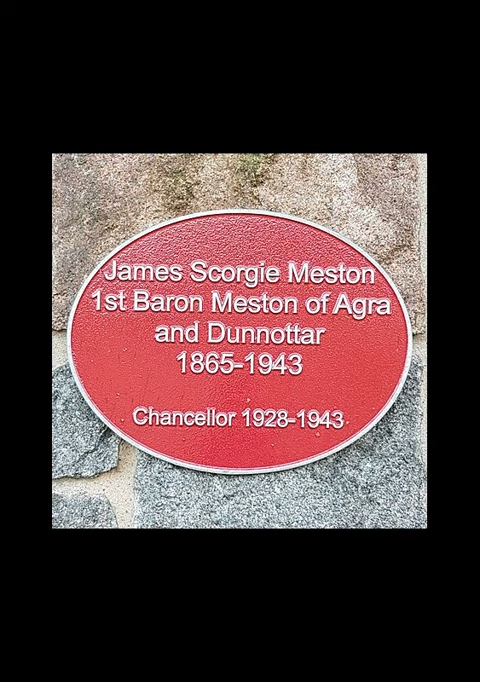 James Scorgie Meston
1st Baron Meston of Agra
and Dunnottar
1865-1943
Chancellor 1928-1943